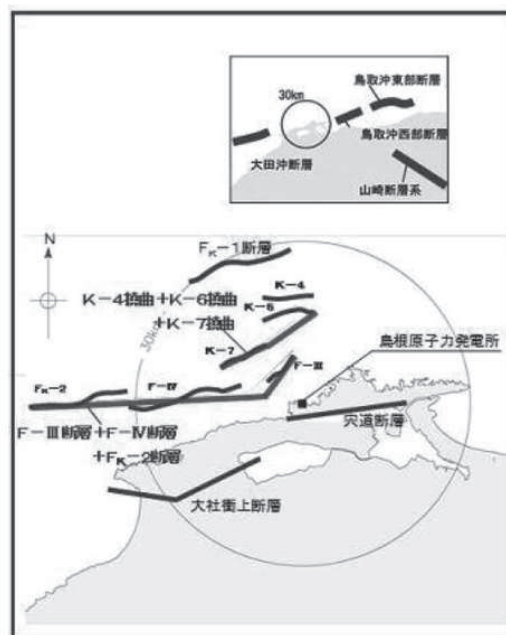 鳥取沖東部断層
30km
鳥取沖西部断層
大田沖断層
山崎断層系
N
FK-1断層
K-4撓曲+K-6撓曲
+K-7撓曲
K-4
K-6
K-7
30km
島根原子力発電所
F-Ⅲ
FK-2
F-Ⅳ
宍道断層
F-Ⅲ断層+F-Ⅳ断層
+FK-2断層
大社衝上断層